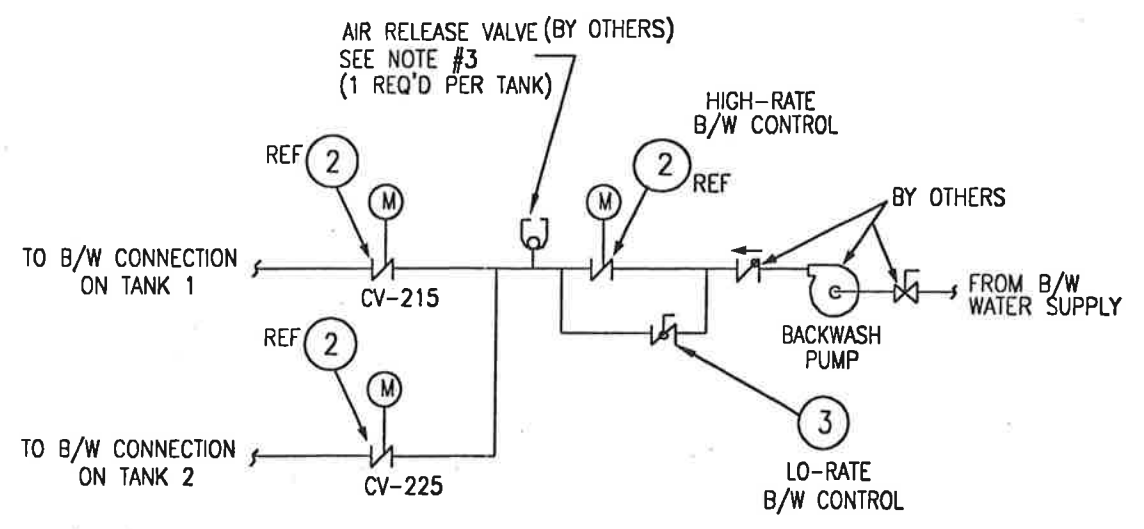 AIR RELEASE VALVE (BY OTHERS)
SEE NOTE #3
(1 REQ'D PER TANK)
HIGH-RATE
B/W CONTROL
REF 2
2 REF
M
M
BY OTHERS
TO B/W CONNECTION
ON TANK 1
CV-215
FROM B/W
WATER SUPPLY
BACKWASH
PUMP
REF 2
M
3
TO B/W CONNECTION
ON TANK 2
CV-225
LO-RATE
B/W CONTROL